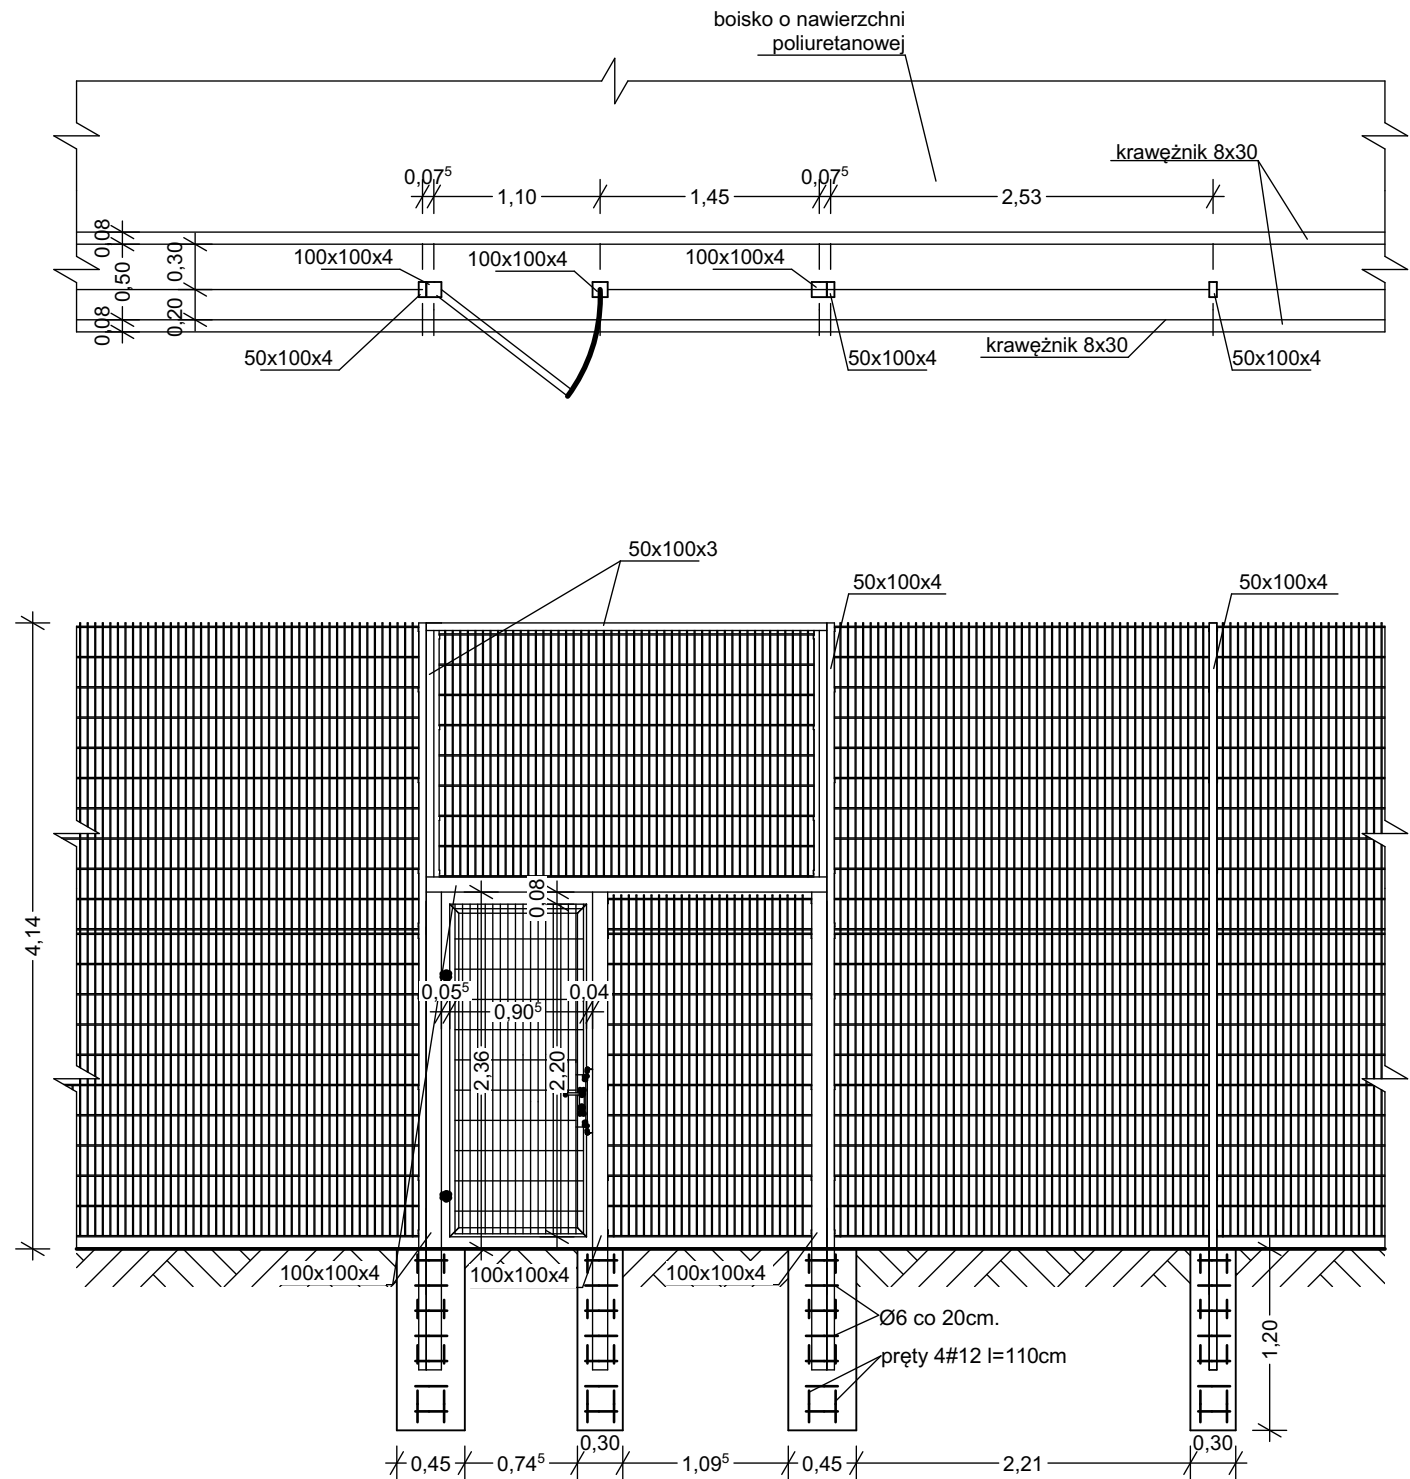 boisko o nawierzchni
poliuretanowej
krawężnik 8x30
0,07⁵
1,10
1,45
0,07⁵
2,53
0,08
0,50
0,08
0,30
0,20
100x100x4
100x100x4
100x100x4
50x100x4
50x100x4
krawężnik 8x30
50x100x4
50x100x3
50x100x4
50x100x4
4,14
0,08
0,05⁵
0,90⁵
0,04
2,36
2,20
100x100x4
100x100x4
100x100x4
Ø6 co 20cm.
pręty 4#12 l=110cm
1,20
0,45
0,74⁵
0,30
1,09⁵
0,45
2,21
0,30